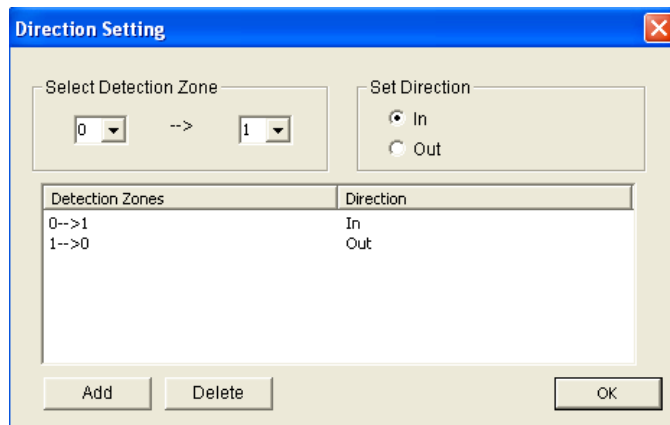 Direction Setting
Select Detection Zone
Set Direction
0 --> 1
In
Out
Detection Zones Direction
0-->1 In
1-->0 Out
Add Delete OK